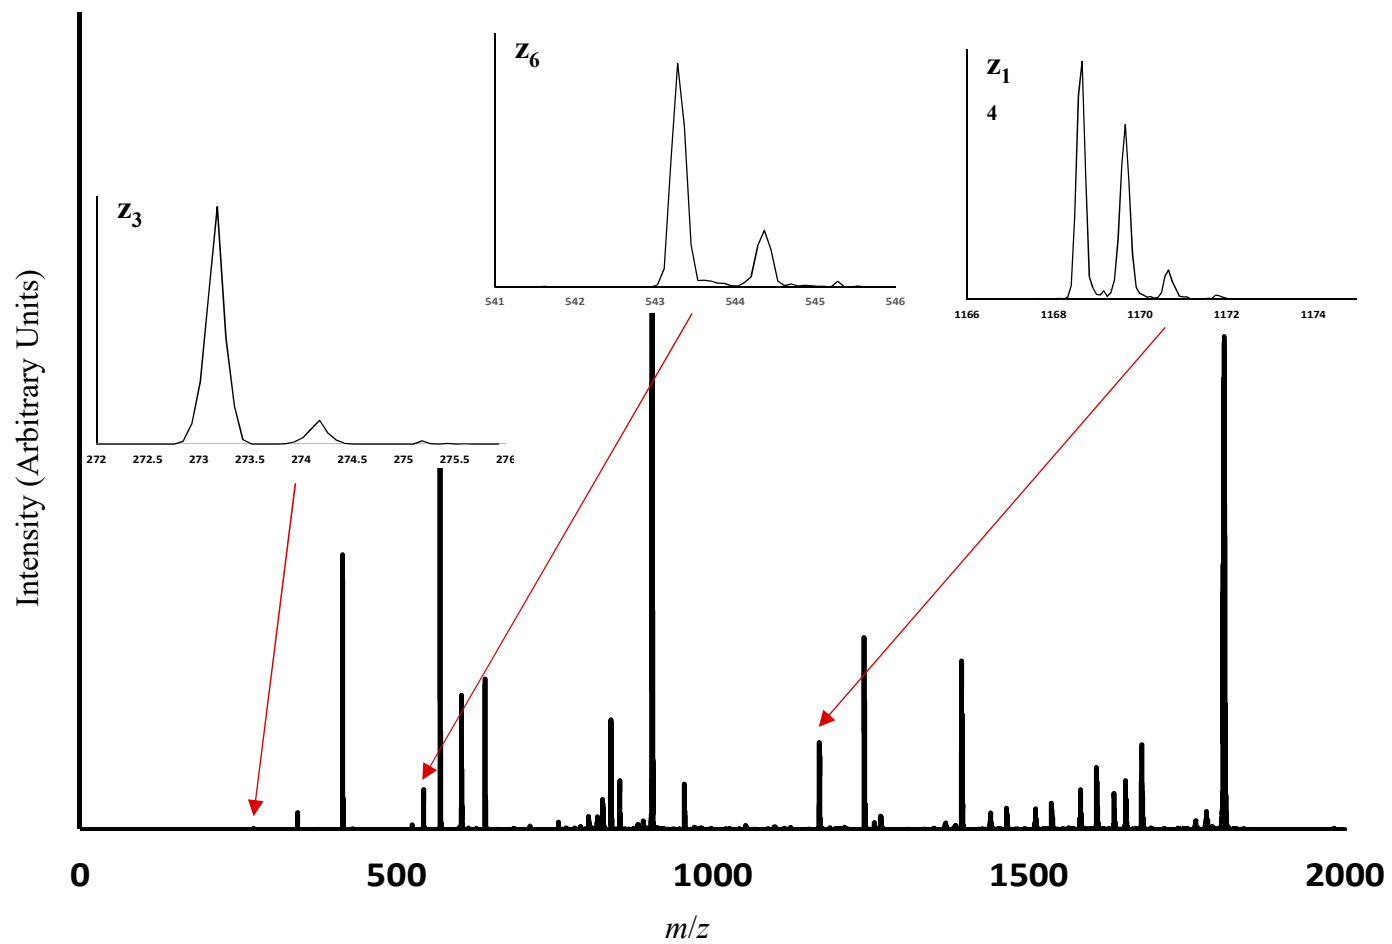 z6
z1
4
z3
541 542 543 544 545 546
1166 1168 1170 1172 1174
272 272.5 273 273.5 274 274.5 275 275.5 276
Intensity (Arbitrary Units)
0 500 1000 1500 2000
m/z